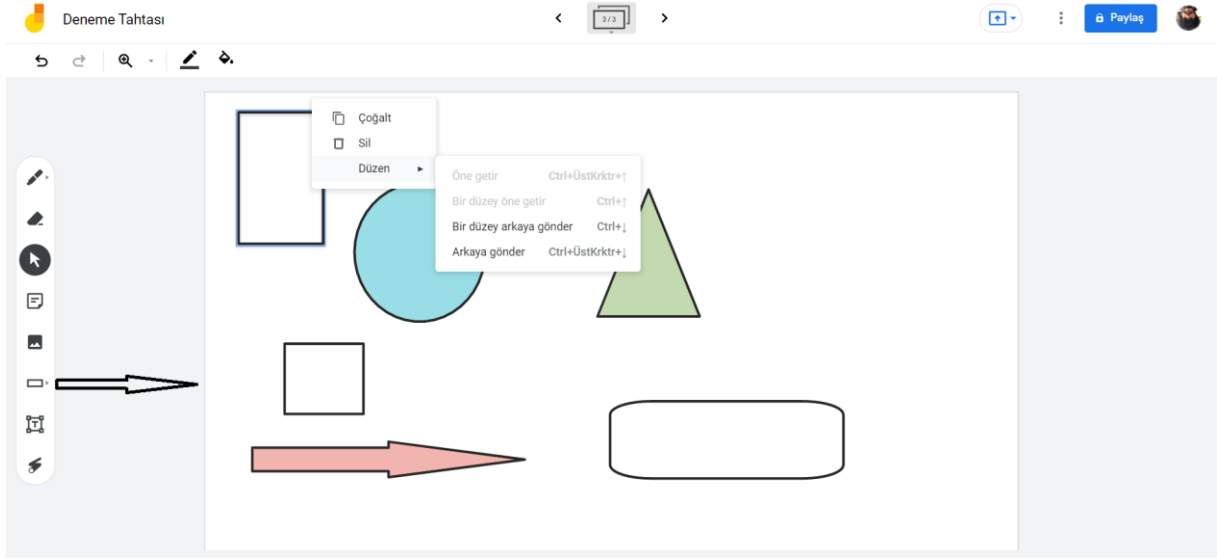 Deneme Tahtası
3 / 3
Paylaş
Çoğalt
Sil
Düzen
Öne getir Ctrl+ÜstKrktr+↑
Bir düzey öne getir Ctrl+↑
Bir düzey arkaya gönder Ctrl+↓
Arkaya gönder Ctrl+ÜstKrktr+↓
T